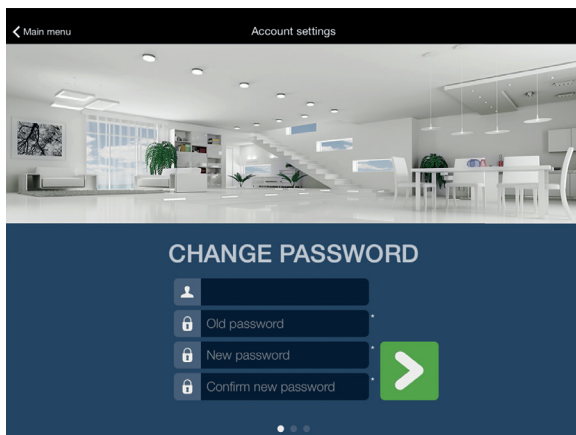 Main menu
Account settings
CHANGE PASSWORD
Old password
*
New password
*
Confirm new password
*